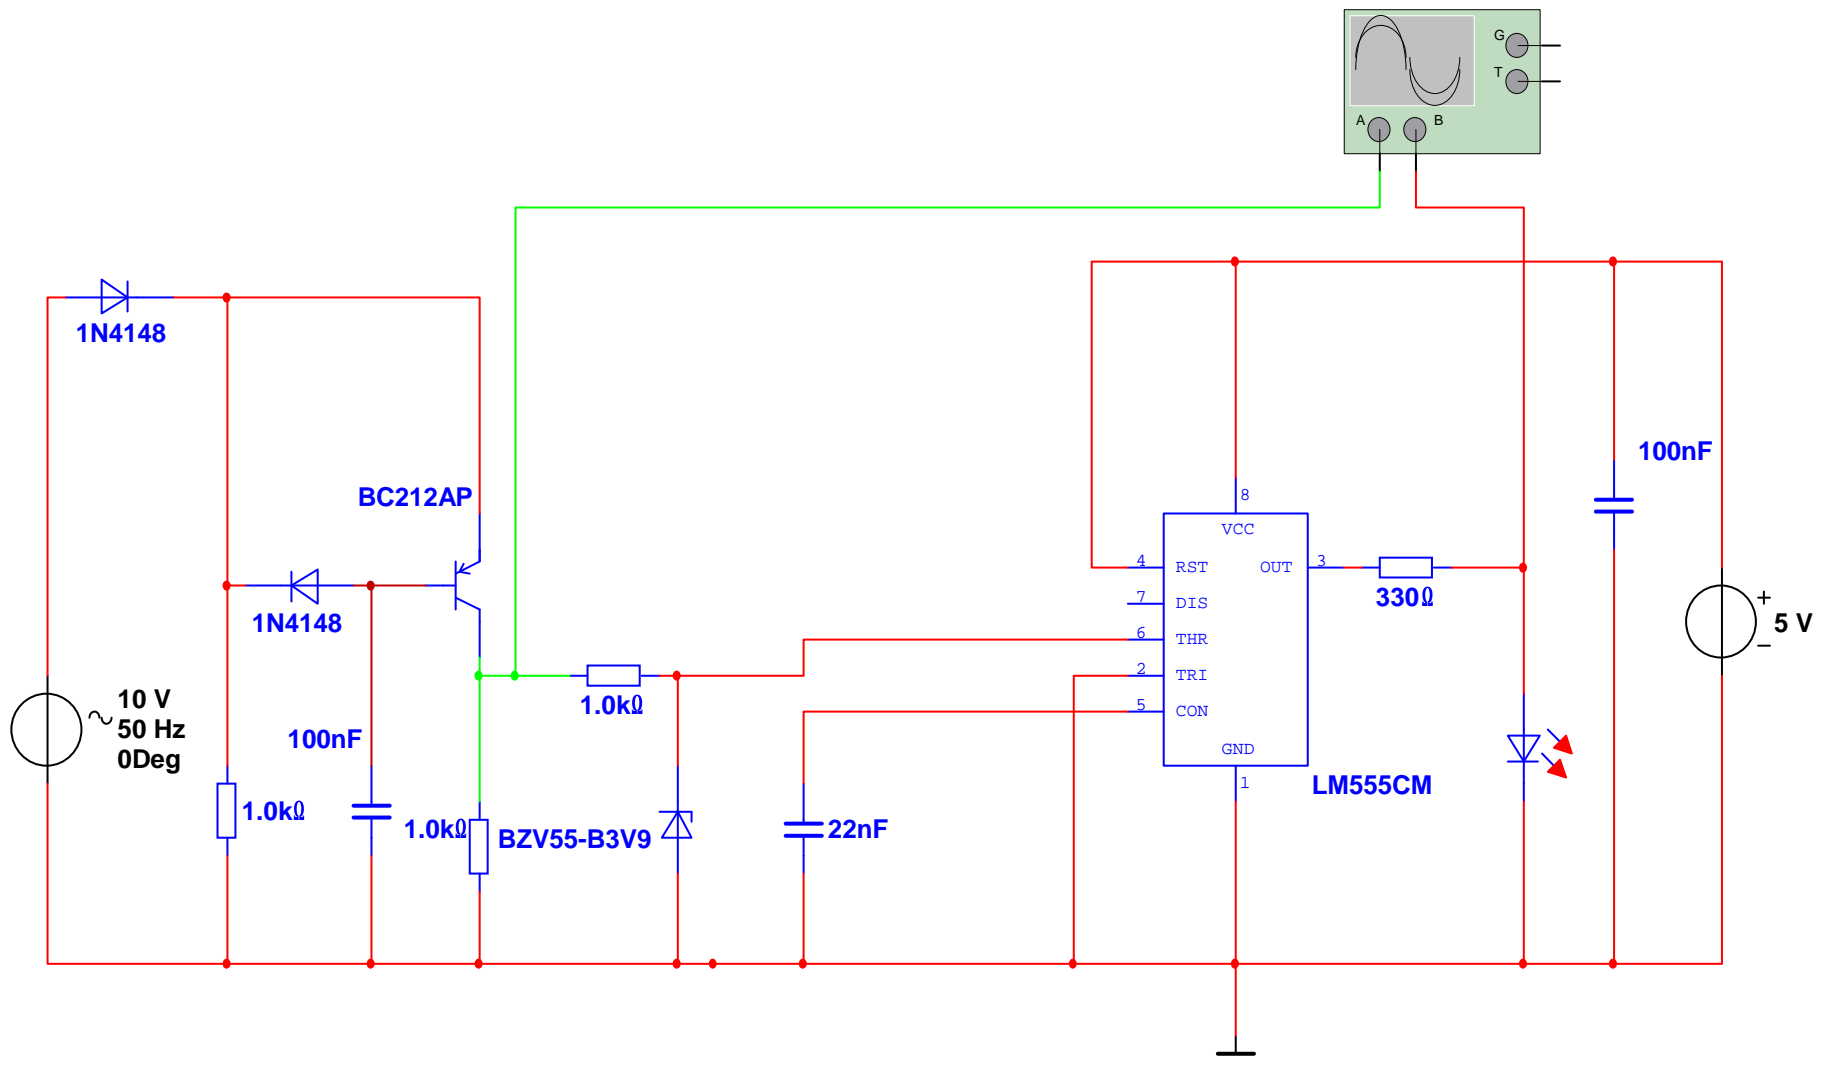 G
T
A
B
1N4148
100nF
BC212AP
8
VCC
4
RST
OUT
3
330Ω
7
DIS
1N4148
5 V
6
THR
2
TRI
1.0kΩ
10 V
50 Hz
0Deg
5
CON
100nF
GND
1
LM555CM
1.0kΩ
1.0kΩ
BZV55-B3V9
22nF